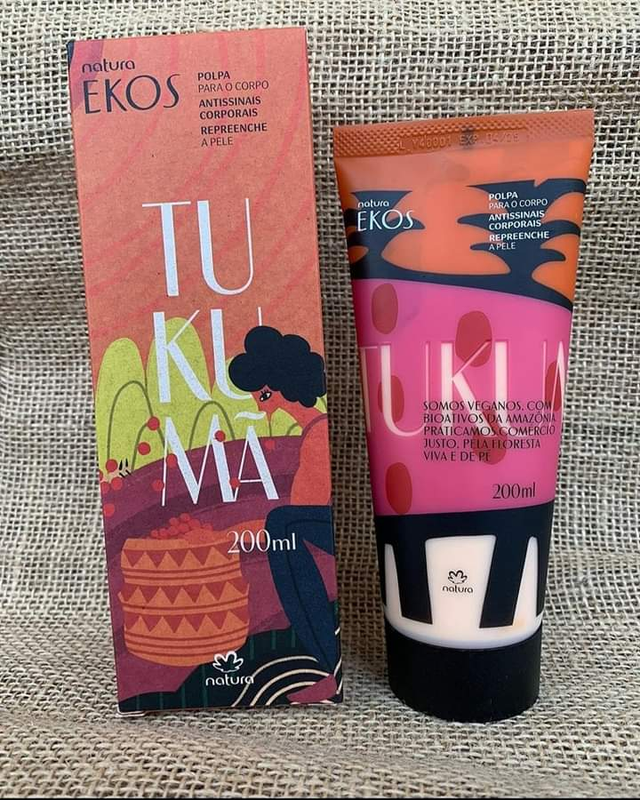 natura
EKOS
POLPA
PARA O CORPO
ANTISSINAIS
CORPORAIS
REPREENCHE
A PELE
TU
KU
MÃ
200ml
natura
natura
EKOS
POLPA
PARA O CORPO
ANTISSINAIS
CORPORAIS
REPREENCHE
A PELE
TUKUM
SOMOS VEGANOS. COM
BIOATIVOS DA AMAZÔNIA
PRATICAMOS COMÉRCIO
JUSTO. PELA FLORESTA
VIVA E DE PÉ
200ml
natura